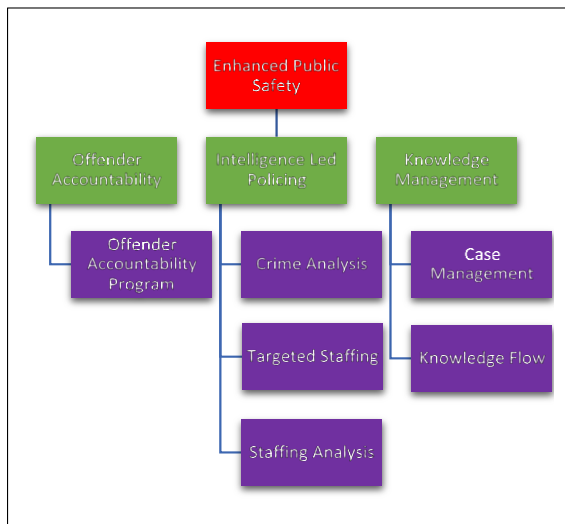 Enhanced Public
Safety
Offender
Accountability
Intelligence Led
Policing
Knowledge
Management
Offender
Accountability
Program
Crime Analysis
Case
Management
Targeted Staffing
Knowledge Flow
Staffing Analysis